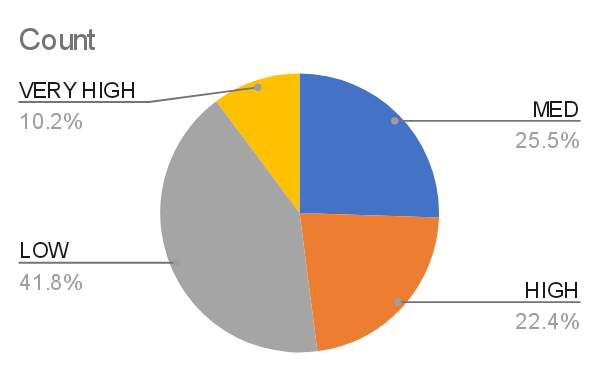 Count
VERY HIGH
10.2%
MED
25.5%
LOW
41.8%
HIGH
22.4%